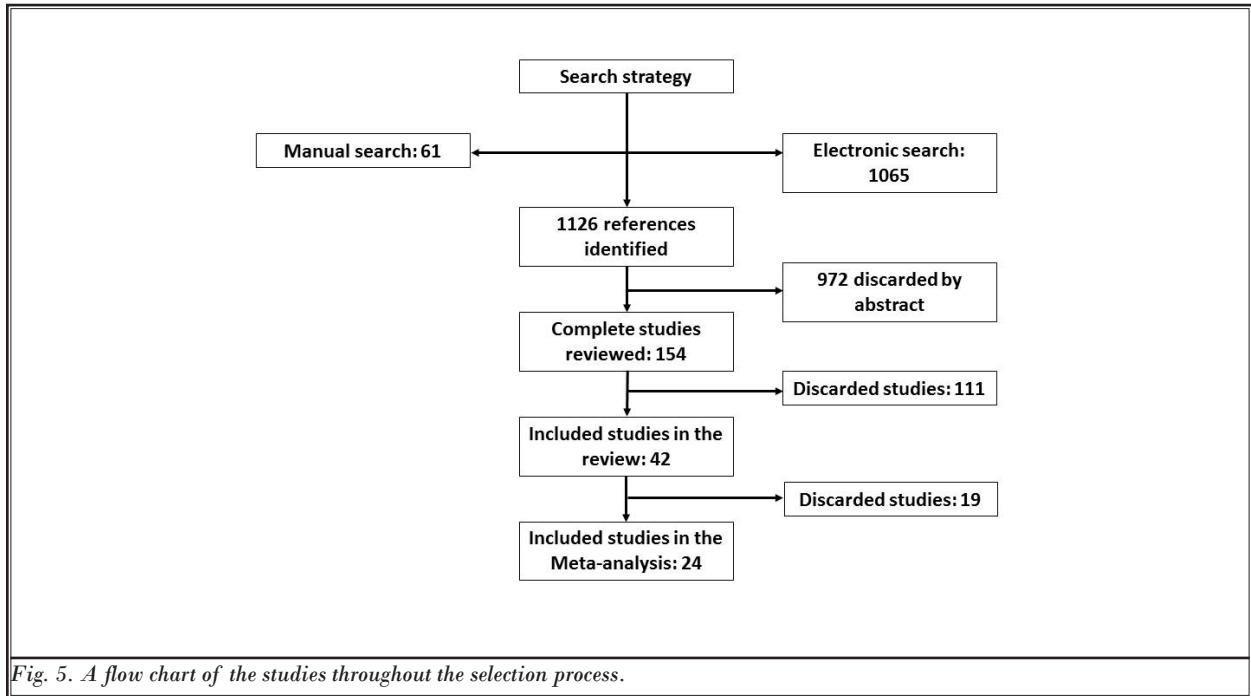 Search strategy
Manual search: 61
Electronic search:
1065
1126 references
identified
972 discarded by
abstract
Complete studies
reviewed: 154
Discarded studies: 111
Included studies in the
review: 42
Discarded studies: 19
Included studies in the
Meta-analysis: 24
Fig. 5. A flow chart of the studies throughout the selection process.